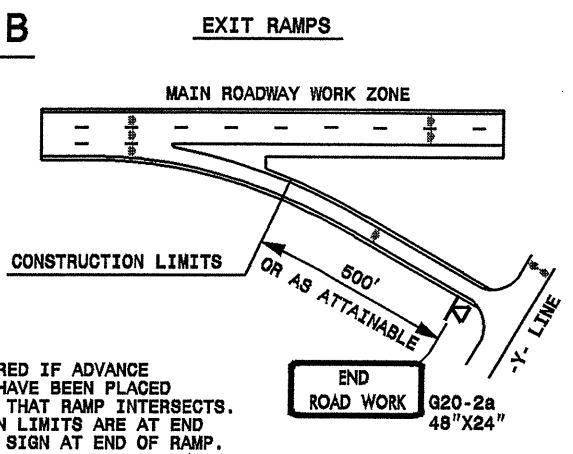 B
EXIT RAMPS
MAIN ROADWAY WORK ZONE
CONSTRUCTION LIMITS
500'
OR AS ATTAINABLE
-Y- LINE
END
ROAD WORK
G20-2a
48"X24"
RED IF ADVANCE
HAVE BEEN PLACED
THAT RAMP INTERSECTS.
N LIMITS ARE AT END
SIGN AT END OF RAMP.